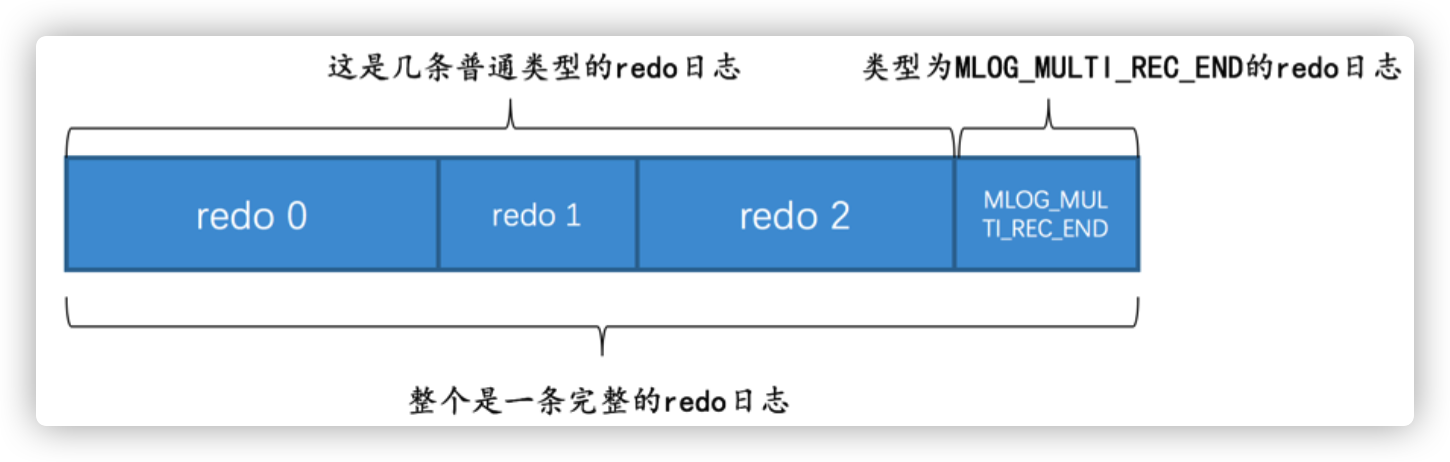 这是几条普通类型的redo日志
类型为MLOG_MULTI_REC_END的redo日志
redo 0
redo 1
redo 2
MLOG_MUL
TI_REC_END
整个是一条完整的redo日志